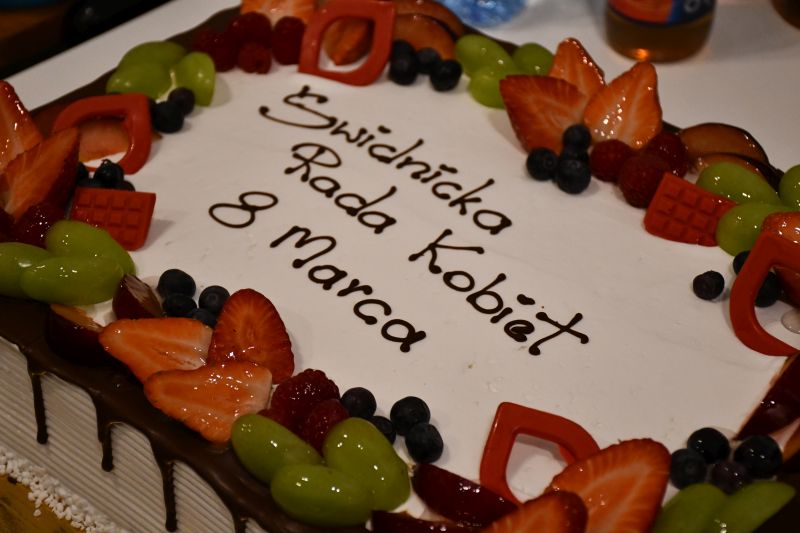 Świdnicka
Rada Kobiet
8 Marca